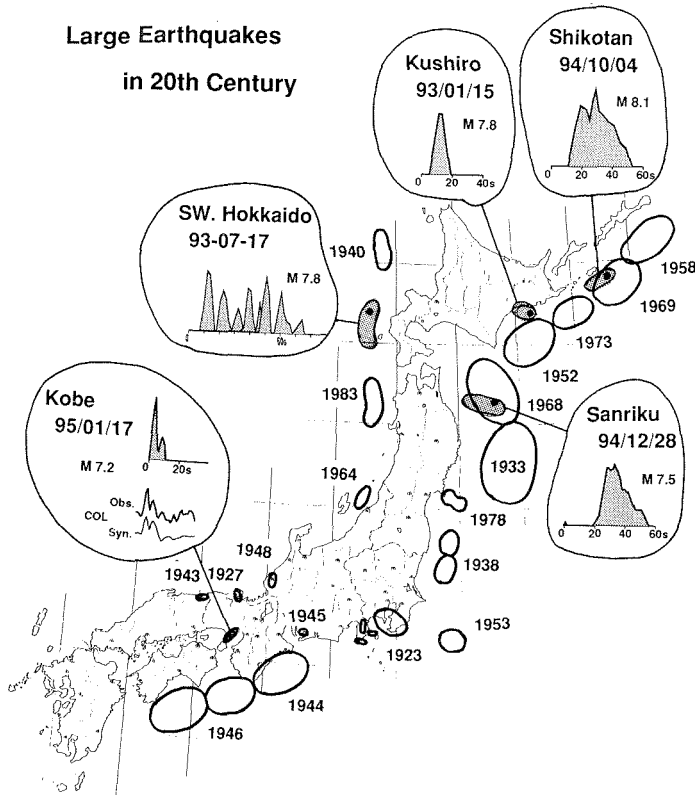 Large Earthquakes
in 20th Century
Kushiro
93/01/15
M 7.8
0 20 40s
Shikotan
94/10/04
M 8.1
0 20 40 60s
SW. Hokkaido
93-07-17
M 7.8
0 60s
1940
1958
1969
1973
1952
1983
1968
Kobe
95/01/17
M 7.2
0 20s
Obs.
COL
Syn.
Sanriku
94/12/28
M 7.5
0 20 40 60s
1933
1964
1978
1948
1938
1943 1927
1945
1953
1923
1944
1946